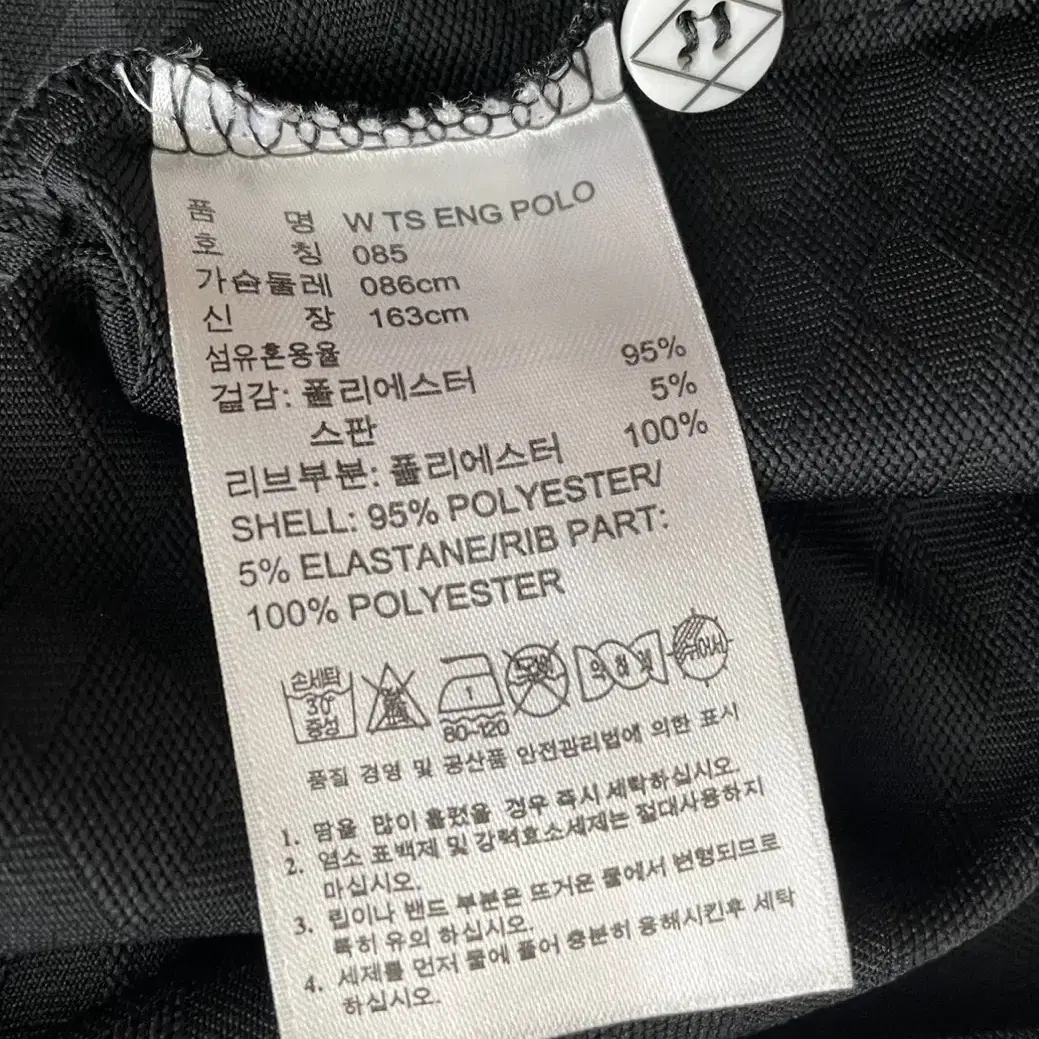 품 명 W TS ENG POLO
호 칭 085
가슴둘레 086cm
신 장 163cm
섬유혼용율
겉감: 폴리에스터 95%
스판 5%
리브부분: 폴리에스터 100%
SHELL: 95% POLYESTER/
5% ELASTANE/RIB PART:
100% POLYESTER
손세탁
30°
중성
1
80~120
품질 경영 및 공산품 안전관리법에 의한 표시
1. 땀을 많이 흘렸을 경우 즉시 세탁하십시오.
2. 염소 표백제 및 강력효소세제는 절대사용하지
마십시오.
3. 립이나 밴드 부분은 뜨거운 물에서 변형되므로
특히 유의 하십시오.
4. 세제를 먼저 물에 풀어 충분히 용해시킨후 세탁
하십시오.